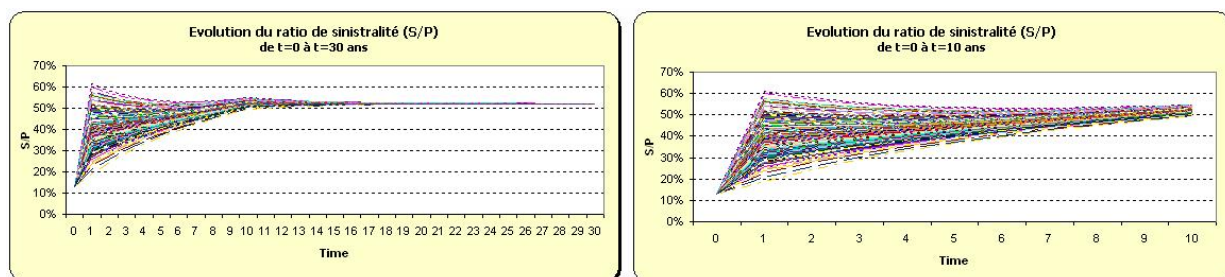 Evolution du ratio de sinistralité (S/P)
de t=0 à t=30 ans
70%
60%
50%
40%
30%
20%
10%
0%
S/P
0 1 2 3 4 5 6 7 8 9 10 11 12 13 14 15 16 17 18 19 20 21 22 23 24 25 26 27 28 29 30
Time
Evolution du ratio de sinistralité (S/P)
de t=0 à t=10 ans
70%
60%
50%
40%
30%
20%
10%
0%
S/P
0 1 2 3 4 5 6 7 8 9 10
Time